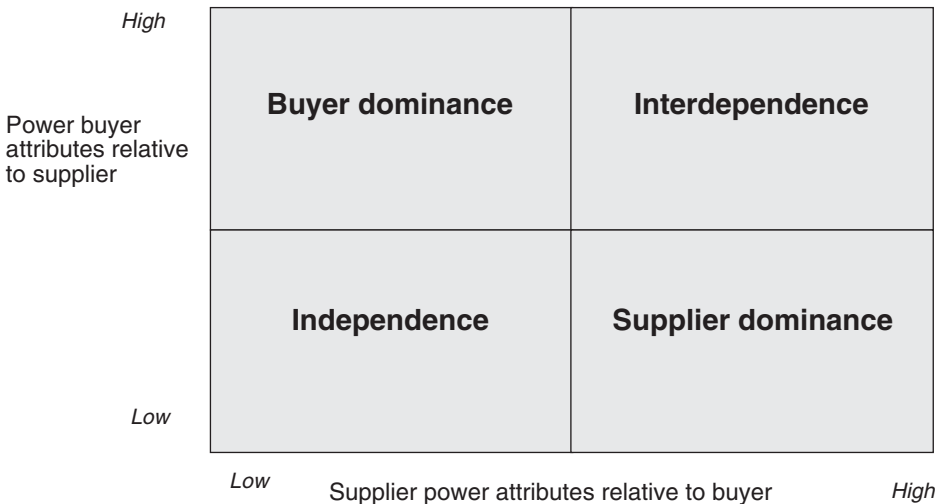 High
Buyer dominance
Interdependence
Power buyer
attributes relative
to supplier
Independence
Supplier dominance
Low
Low
Supplier power attributes relative to buyer
High